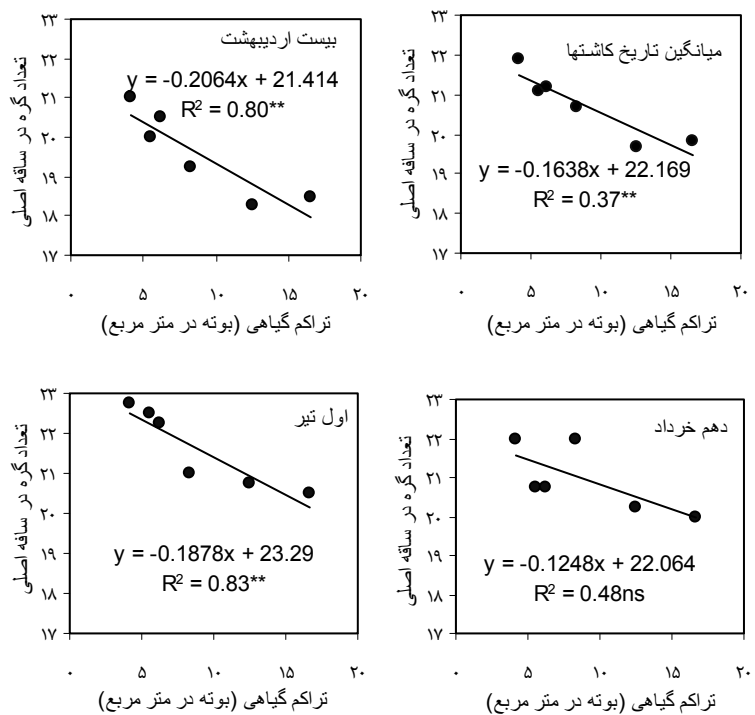 بیست اردیبهشت
y = -0.2064x + 21.414
R² = 0.80**
تعداد گره در ساقه اصلی
۲۳
۲۲
۲۱
۲۰
۱۹
۱۸
۱۷
۰ ۵ ۱۰ ۱۵ ۲۰
تراکم گیاهی (بوته در متر مربع)
میانگین تاریخ کاشتها
y = -0.1638x + 22.169
R² = 0.37**
تعداد گره در ساقه اصلی
۲۳
۲۲
۲۱
۲۰
۱۹
۱۸
۱۷
۰ ۵ ۱۰ ۱۵ ۲۰
تراکم گیاهی (بوته در متر مربع)
اول تیر
y = -0.1878x + 23.29
R² = 0.83**
تعداد گره در سافه اصلی
۲۳
۲۲
۲۱
۲۰
۱۹
۱۸
۱۷
۰ ۵ ۱۰ ۱۵ ۲۰
تراکم گیاهی (بوته در متر مربع)
دهم خرداد
y = -0.1248x + 22.064
R² = 0.48ns
تعداد گره در ساقه اصلی
۲۳
۲۲
۲۱
۲۰
۱۹
۱۸
۱۷
۰ ۵ ۱۰ ۱۵ ۲۰
تراکم گیاهی (بوته در متر مربع)